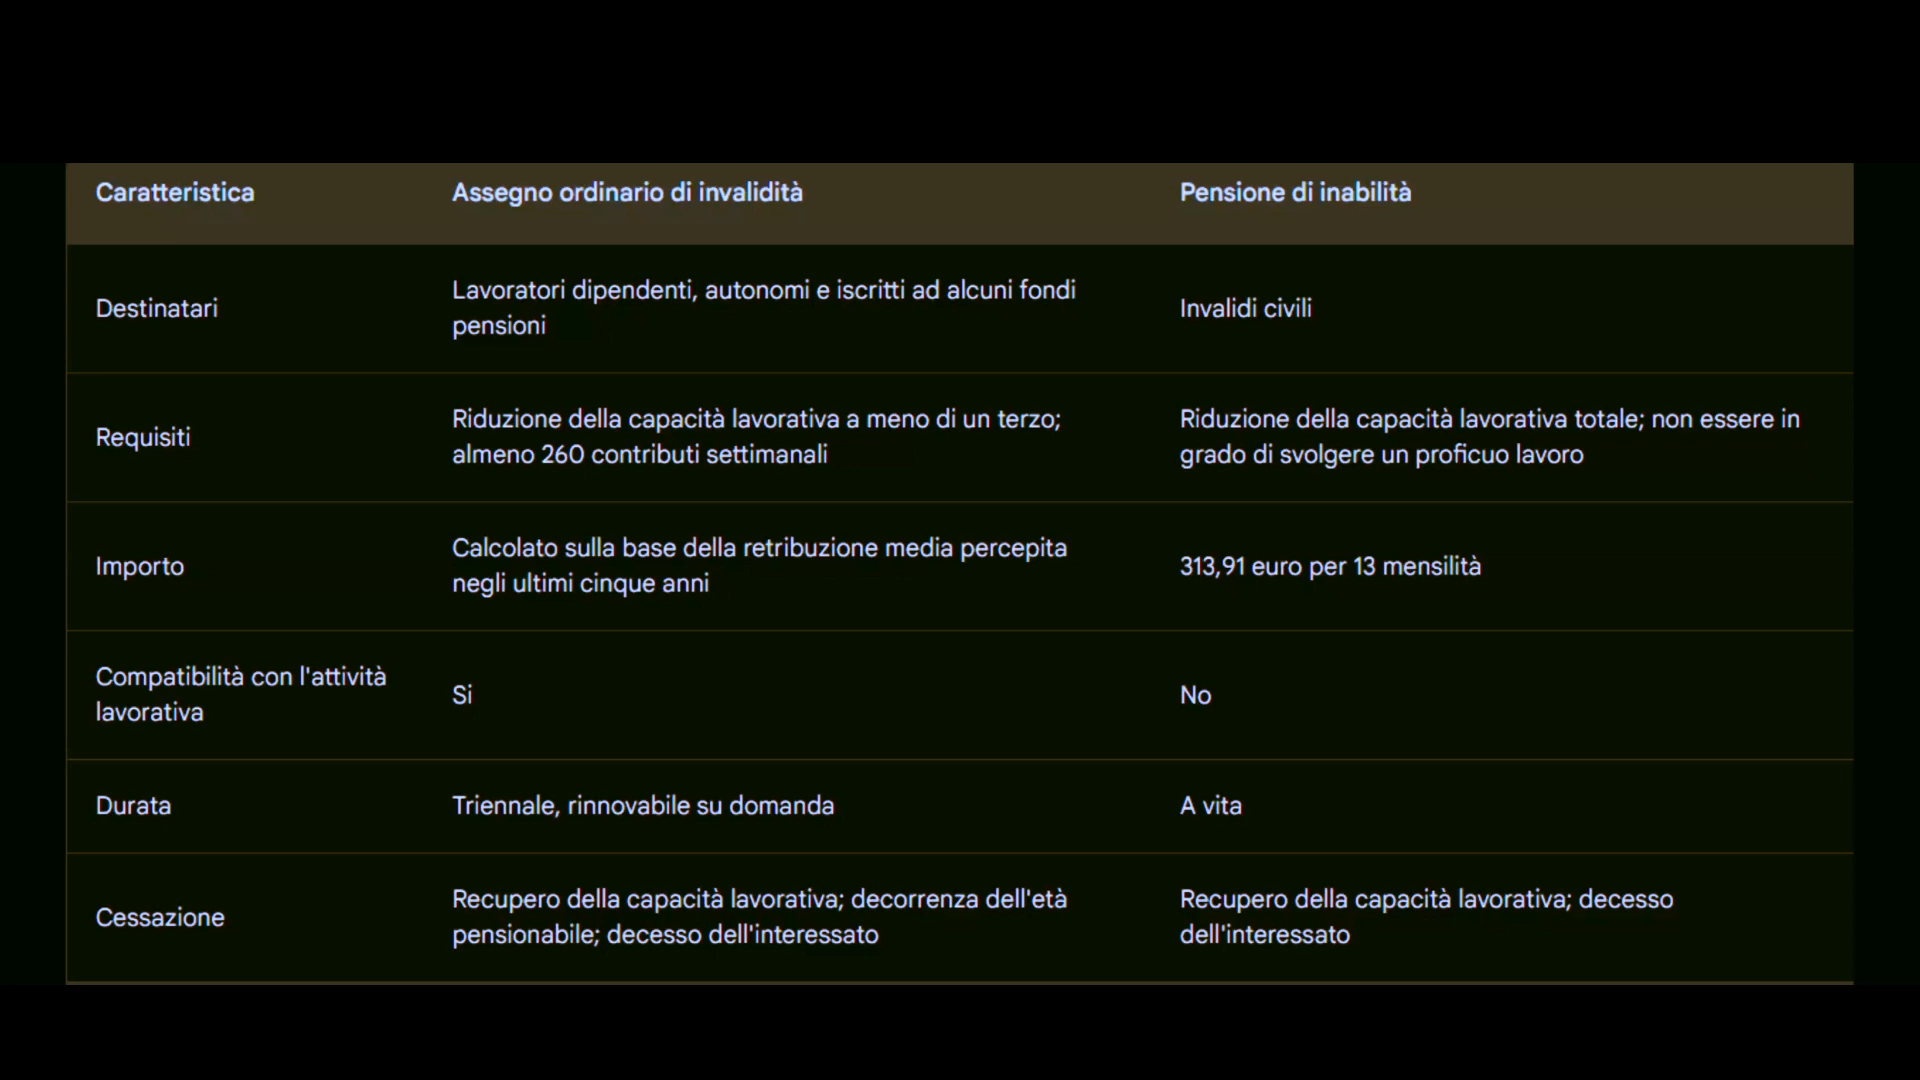 Caratteristica
Assegno ordinario di invalidità
Pensione di inabilità
Destinatari
Lavoratori dipendenti, autonomi e iscritti ad alcuni fondi
pensioni
Invalidi civili
Requisiti
Riduzione della capacità lavorativa a meno di un terzo;
almeno 260 contributi settimanali
Riduzione della capacità lavorativa totale; non essere in
grado di svolgere un proficuo lavoro
Importo
Calcolato sulla base della retribuzione media percepita
negli ultimi cinque anni
313,91 euro per 13 mensilità
Compatibilità con l'attività
lavorativa
Si
No
Durata
Triennale, rinnovabile su domanda
A vita
Cessazione
Recupero della capacità lavorativa; decorrenza dell'età
pensionabile; decesso dell'interessato
Recupero della capacità lavorativa; decesso
dell'interessato